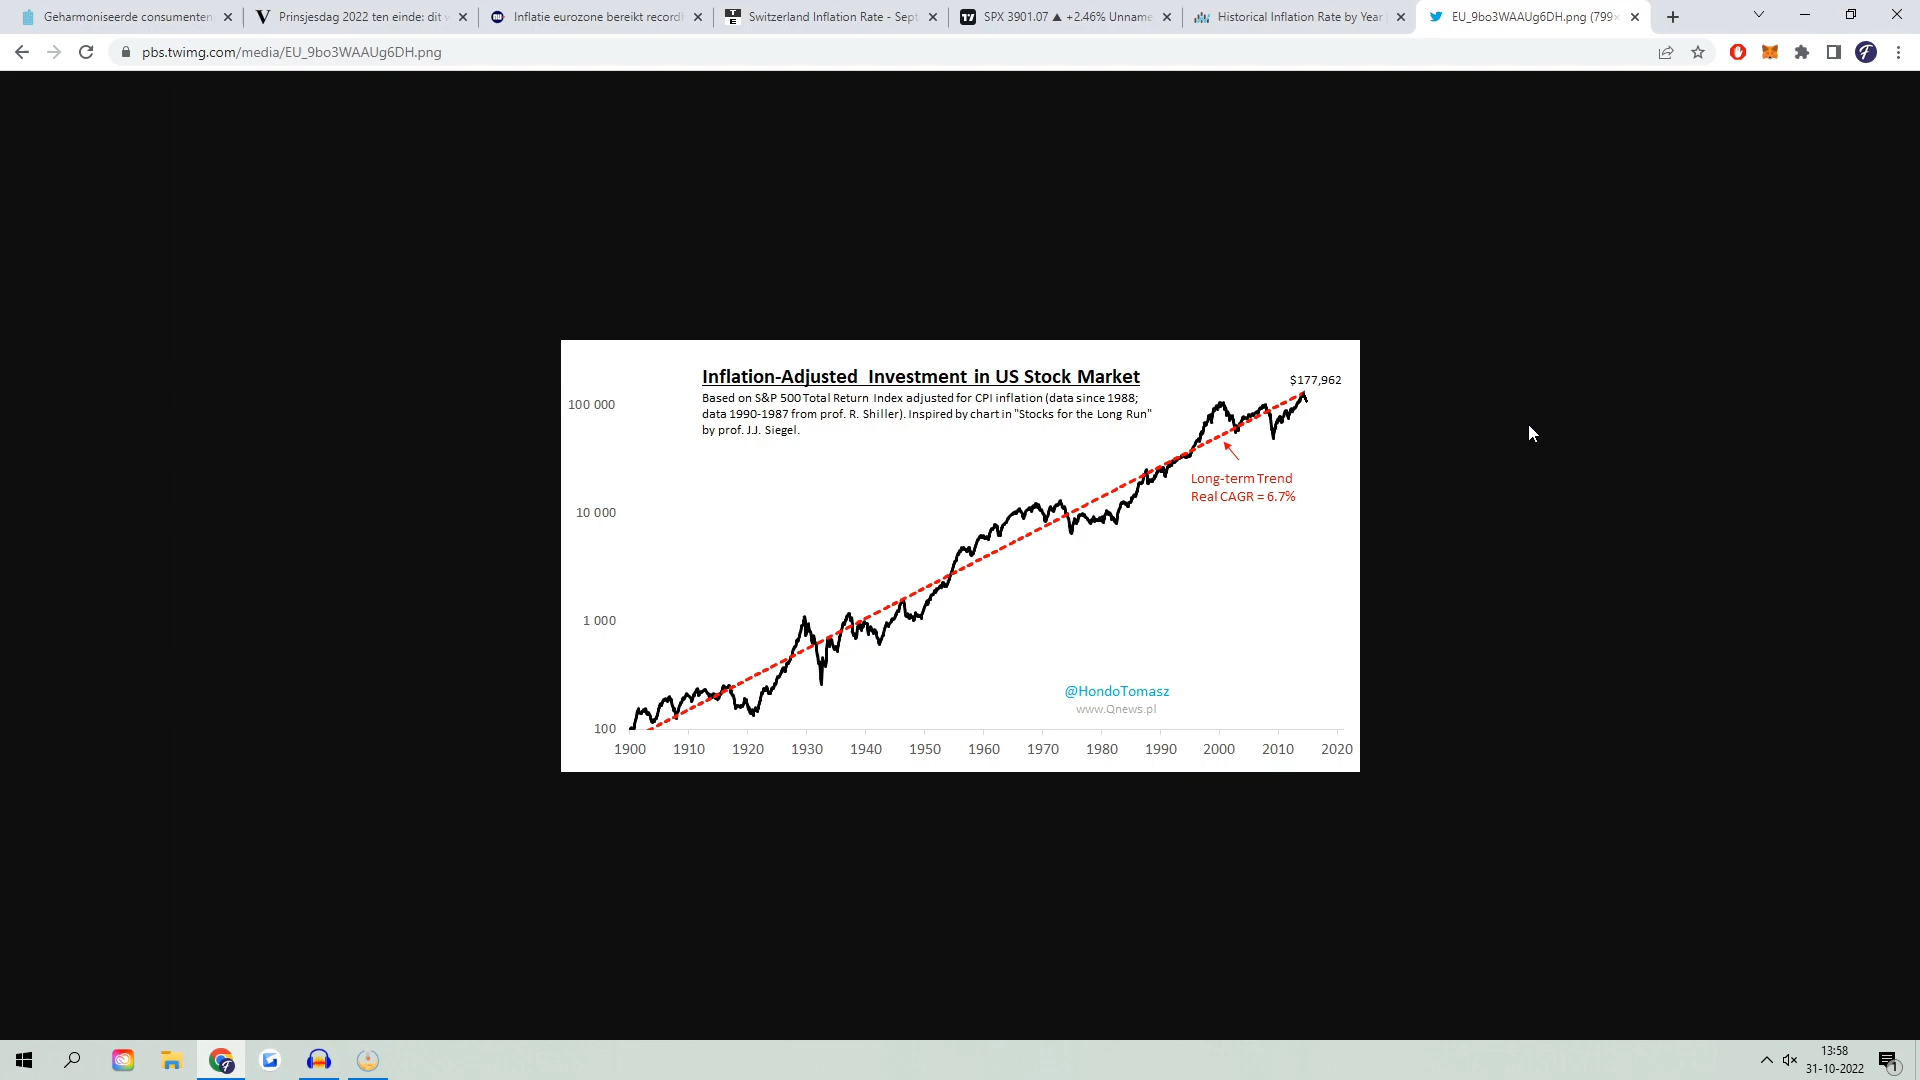 Geharmoniseerde consumenten
Prinsjesdag 2022 ten einde: dit v
Inflatie eurozone bereikt record
Switzerland Inflation Rate - Sept
SPX 3901.07 ▲ +2.46% Unname
Historical Inflation Rate by Year
EU_9bo3WAAUg6DH.png (799×
pbs.twimg.com/media/EU_9bo3WAAUg6DH.png
Inflation-Adjusted Investment in US Stock Market
$177,962
Based on S&P 500 Total Return Index adjusted for CPI inflation (data since 1988;
data 1990-1987 from prof. R. Shiller). Inspired by chart in "Stocks for the Long Run"
by prof. J.J. Siegel.
100 000
10 000
1 000
100
Long-term Trend
Real CAGR = 6.7%
@HondoTomasz
www.Qnews.pl
1900 1910 1920 1930 1940 1950 1960 1970 1980 1990 2000 2010 2020
13:58
31-10-2022
1